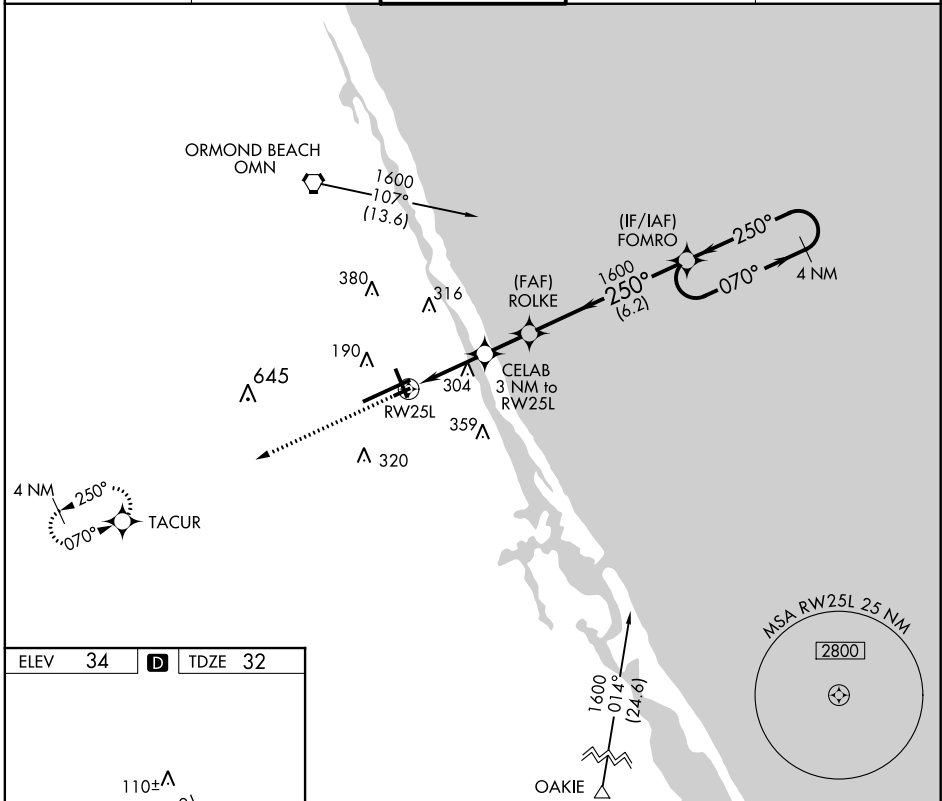 ORMOND BEACH
OMN
1600
107°
(13.6)
(IF/IAF)
FOMRO
250°
070°
4 NM
1600
250°
(6.2)
(FAF)
ROLKE
380
316
190
645
304
CELAB
3 NM to
RW25L
RW25L
359
320
4 NM
250°
070°
TACUR
MSA RW25L 25 NM
2800
ELEV 34 D TDZE 32
110±
1600
014°
(24.6)
OAKIE